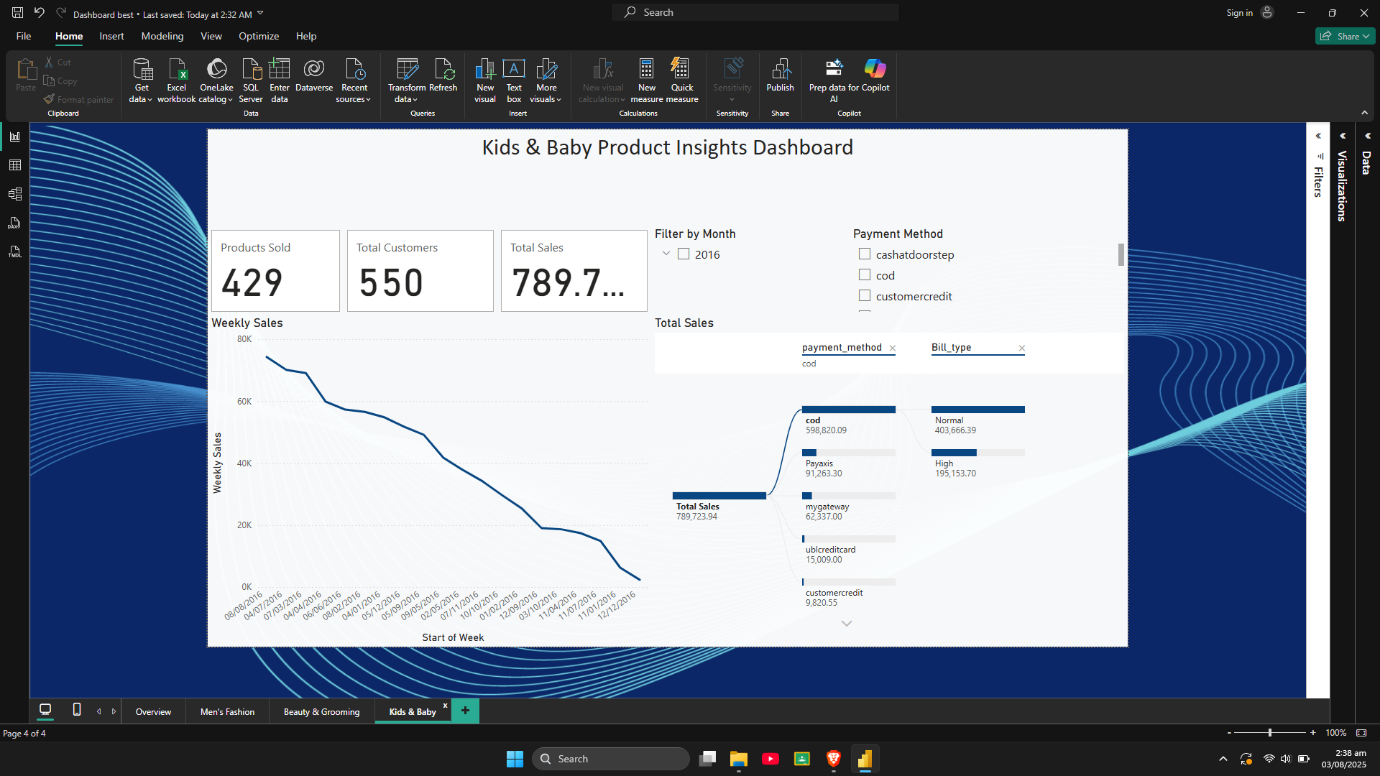 Dashboard best • Last saved: Today at 2:32 AM
Search
Sign in
File Home Insert Modeling View Optimize Help
Share
Paste
Cut
Copy
Format painter
Clipboard
Get data
Excel workbook
OneLake catalog
SQL Server
Enter data
Dataverse
Recent sources
Data
Transform data
Refresh
Queries
New visual
Text box
More visuals
Insert
New visual calculation
New measure
Quick measure
Calculations
Sensitivity
Sensitivity
Publish
Share
Prep data for AI
Copilot
Copilot
Kids & Baby Product Insights Dashboard
Products Sold
429
Total Customers
550
Total Sales
789.7...
Filter by Month
2016
Payment Method
cashatdoorstep
cod
customercredit
Weekly Sales
80K
60K
40K
20K
0K
Weekly Sales
08/08/2016
04/07/2016
07/03/2016
04/04/2016
06/06/2016
08/02/2016
04/01/2016
05/12/2016
05/09/2016
09/05/2016
02/05/2016
07/11/2016
10/10/2016
01/02/2016
12/09/2016
03/10/2016
11/04/2016
11/07/2016
11/01/2016
12/12/2016
Start of Week
Total Sales
payment_method
cod
Bill_type
Total Sales
789,723.94
cod
598,820.09
Payaxis
91,263.30
mygateway
62,337.00
ublcreditcard
15,009.00
customercredit
9,820.55
Normal
403,666.39
High
195,153.70
Filters
Visualizations
Data
DAX
TMDL
Overview
Men's Fashion
Beauty & Grooming
Kids & Baby
x
+
Page 4 of 4
- + 100%
Search
2:38 am
03/08/2025